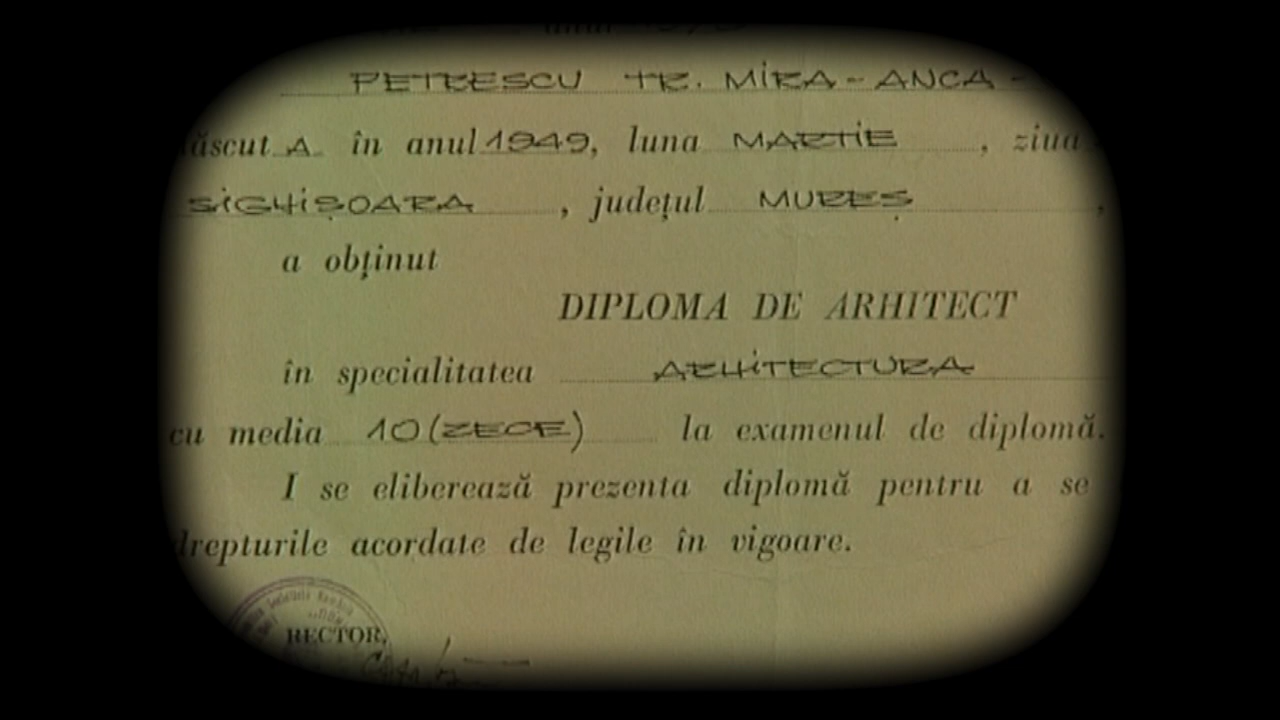 PETRESCU TR. MIRA - ANCA -
ăscut A în anul 1949, luna MARTIE , ziua
SIGHIȘOARA , județul MUREȘ ,
a obținut
DIPLOMA DE ARHITECT
în specialitatea ARHITECTURA
cu media 10 (ZECE) la examenul de diplomă.
I se eliberează prezenta diplomă pentru a se
drepturile acordate de legile în vigoare.
RECTOR,